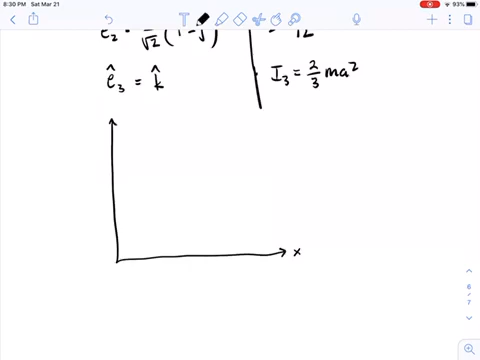 8:30 PM Sat Mar 21
93%
ê₃ = k̂
I₃ = 2/3 ma²
x
6
/
7